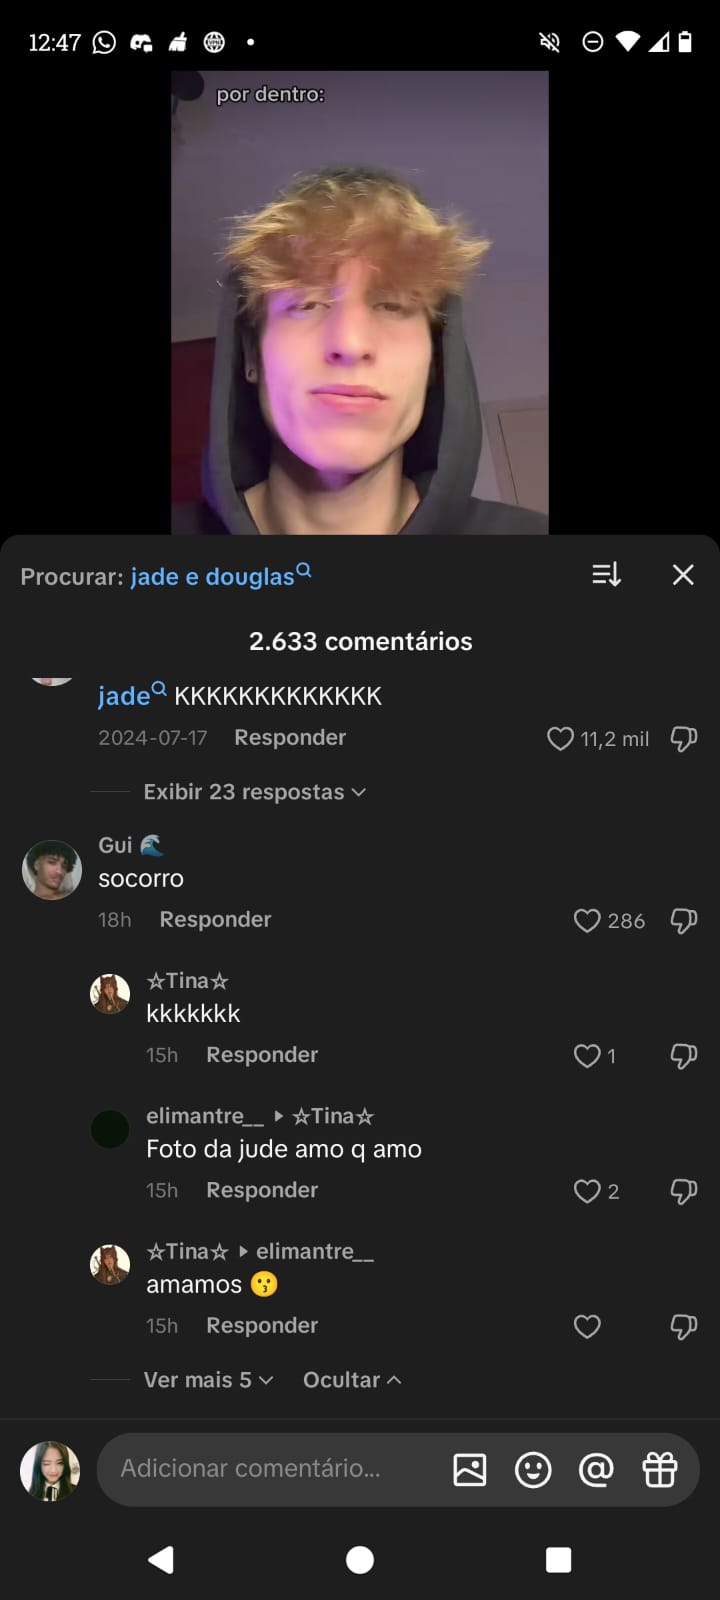 12:47
por dentro:
Procurar: jade e douglas
2.633 comentários
jade KKKKKKKKKKKKK
2024-07-17 Responder 11,2 mil
Exibir 23 respostas
Gui 🌊
socorro
18h Responder 286
☆Tina☆
kkkkkkk
15h Responder 1
elimantre__ ▸ ☆Tina☆
Foto da jude amo q amo
15h Responder 2
☆Tina☆ ▸ elimantre__
amamos 😗
15h Responder
Ver mais 5 Ocultar
Adicionar comentário...